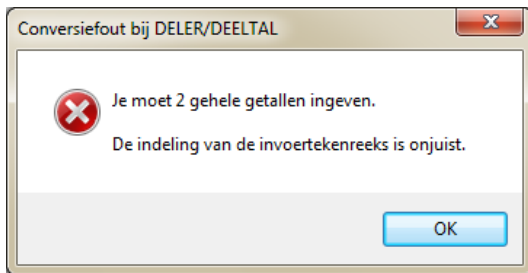 Conversiefout bij DELER/DEELTAL
Je moet 2 gehele getallen ingeven.
De indeling van de invoertekenreeks is onjuist.
OK